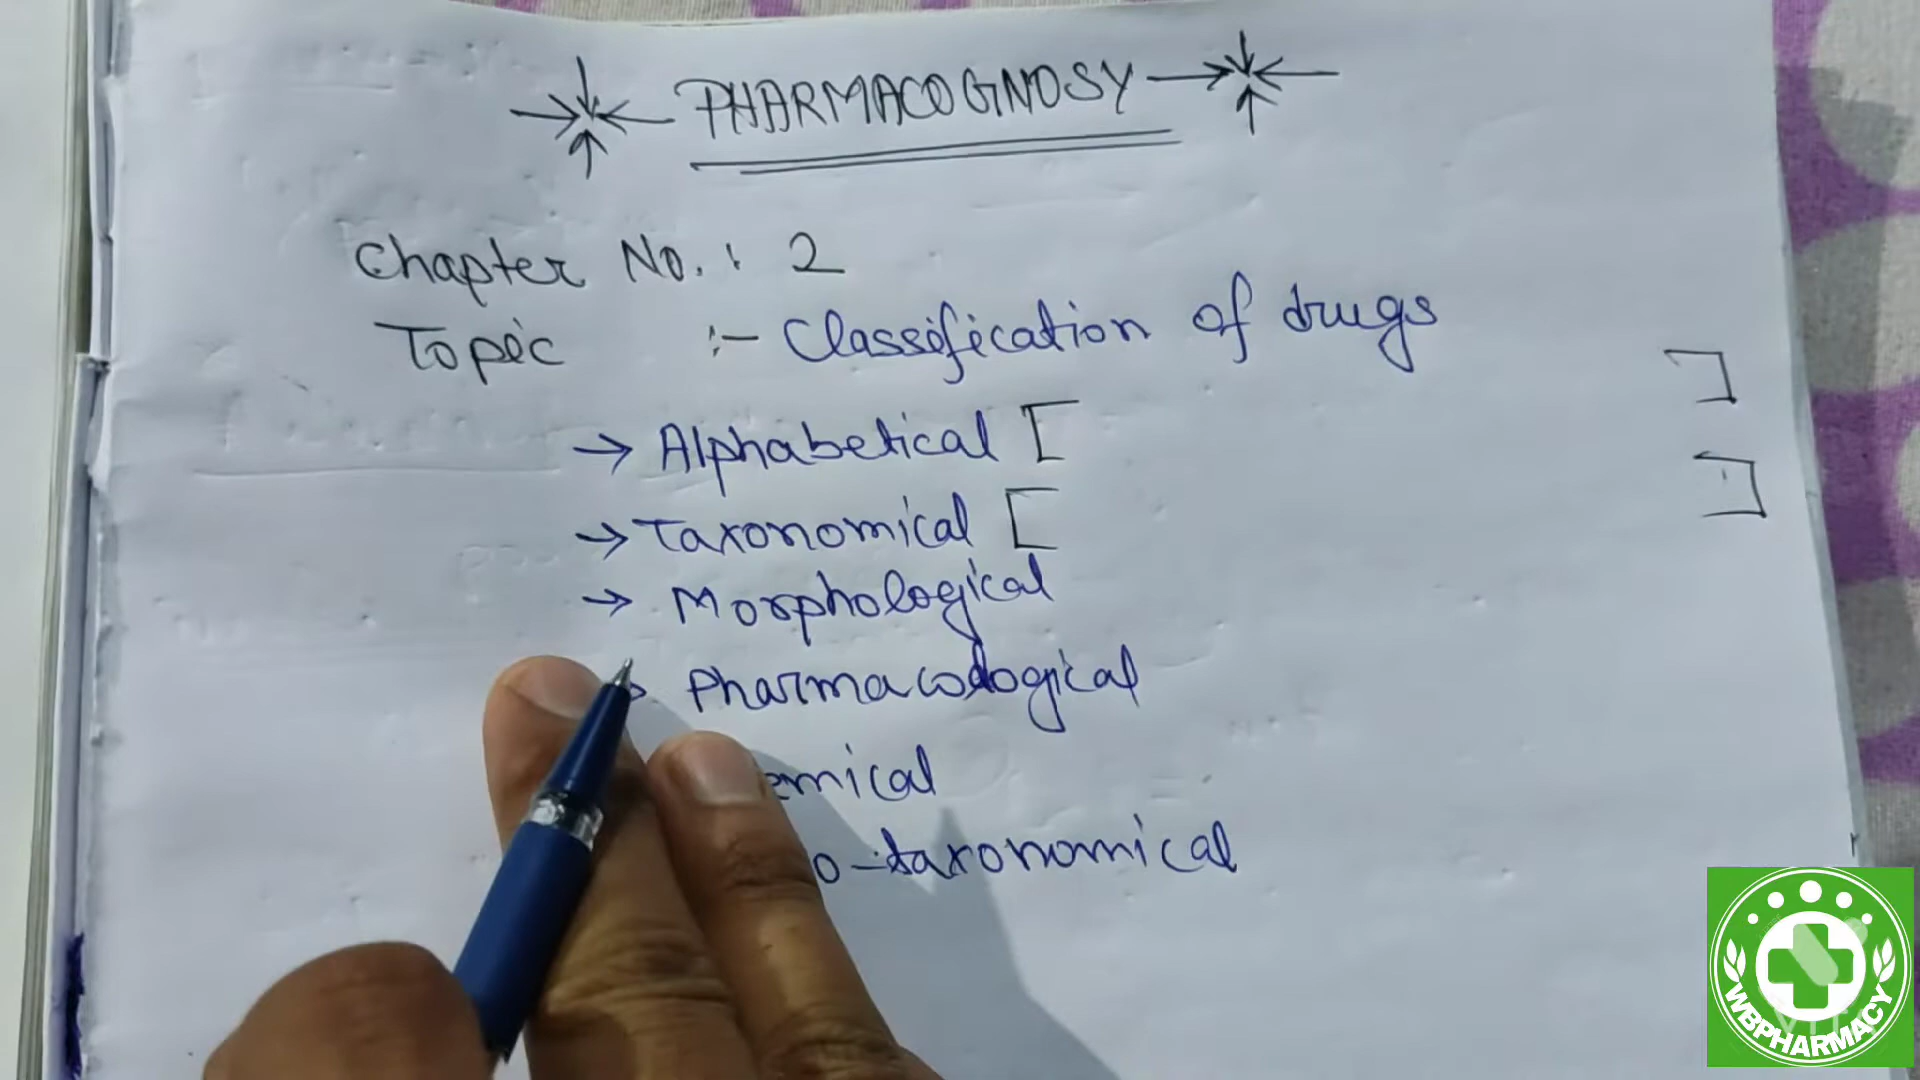 PHARMACOGNOSY
Chapter No. : 2
Topic :- Classification of drugs
→ Alphabetical [ ]
→ Taxonomical [ ]
→ Morphological
→ Pharmacological
emical
o-taxonomical
WBPHARMACY